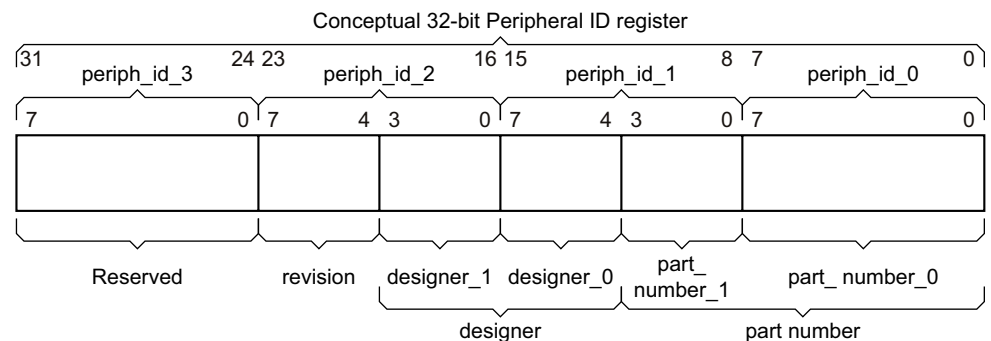 Conceptual 32-bit Peripheral ID register
31 24 23 16 15 8 7 0
periph_id_3 periph_id_2 periph_id_1 periph_id_0
7 0 7 4 3 0 7 4 3 0 7 0
Reserved revision designer_1 designer_0 part_ number_1 part_ number_0
designer part number